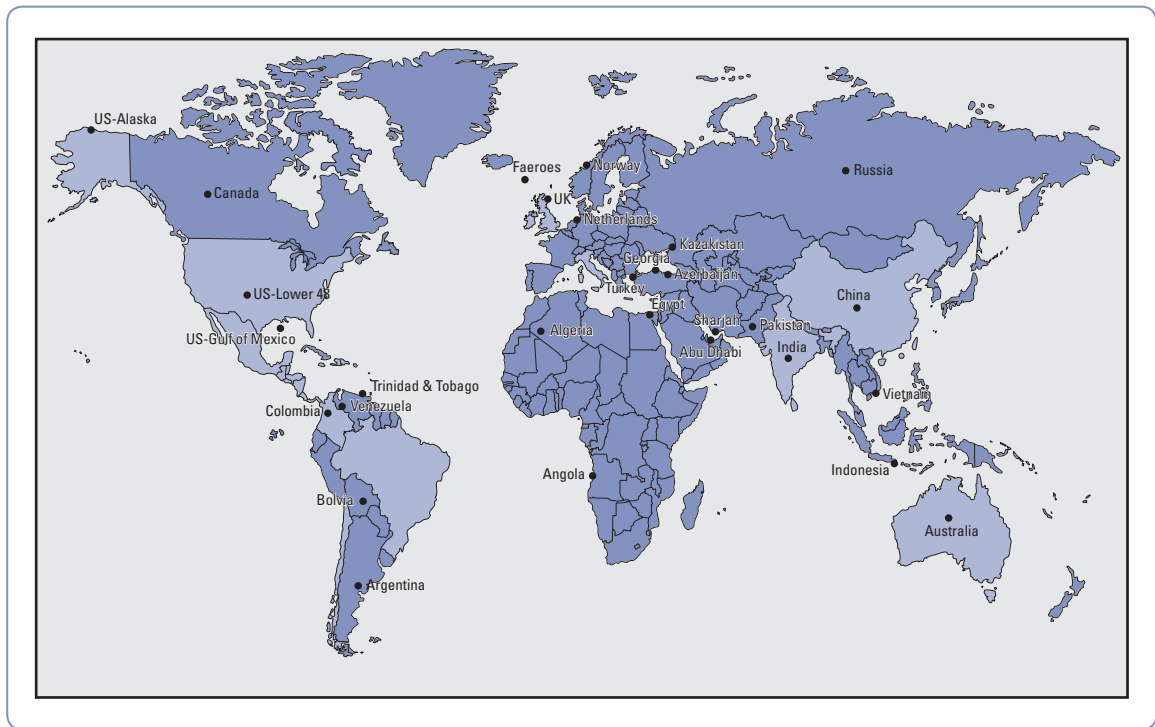 US-Alaska
Faeroes
Norway
Russia
Canada
UK
Netherlands
Kazakistan
Georgia
Azerbaijan
Turkey
US-Lower 48
China
Egypt
Sharjah
Pakistan
Algeria
US-Gulf of Mexico
Abu Dhabi
India
Trinidad & Tobago
Vietnam
Venezuela
Colombia
Indonesia
Angola
Bolvia
Australia
Argentina